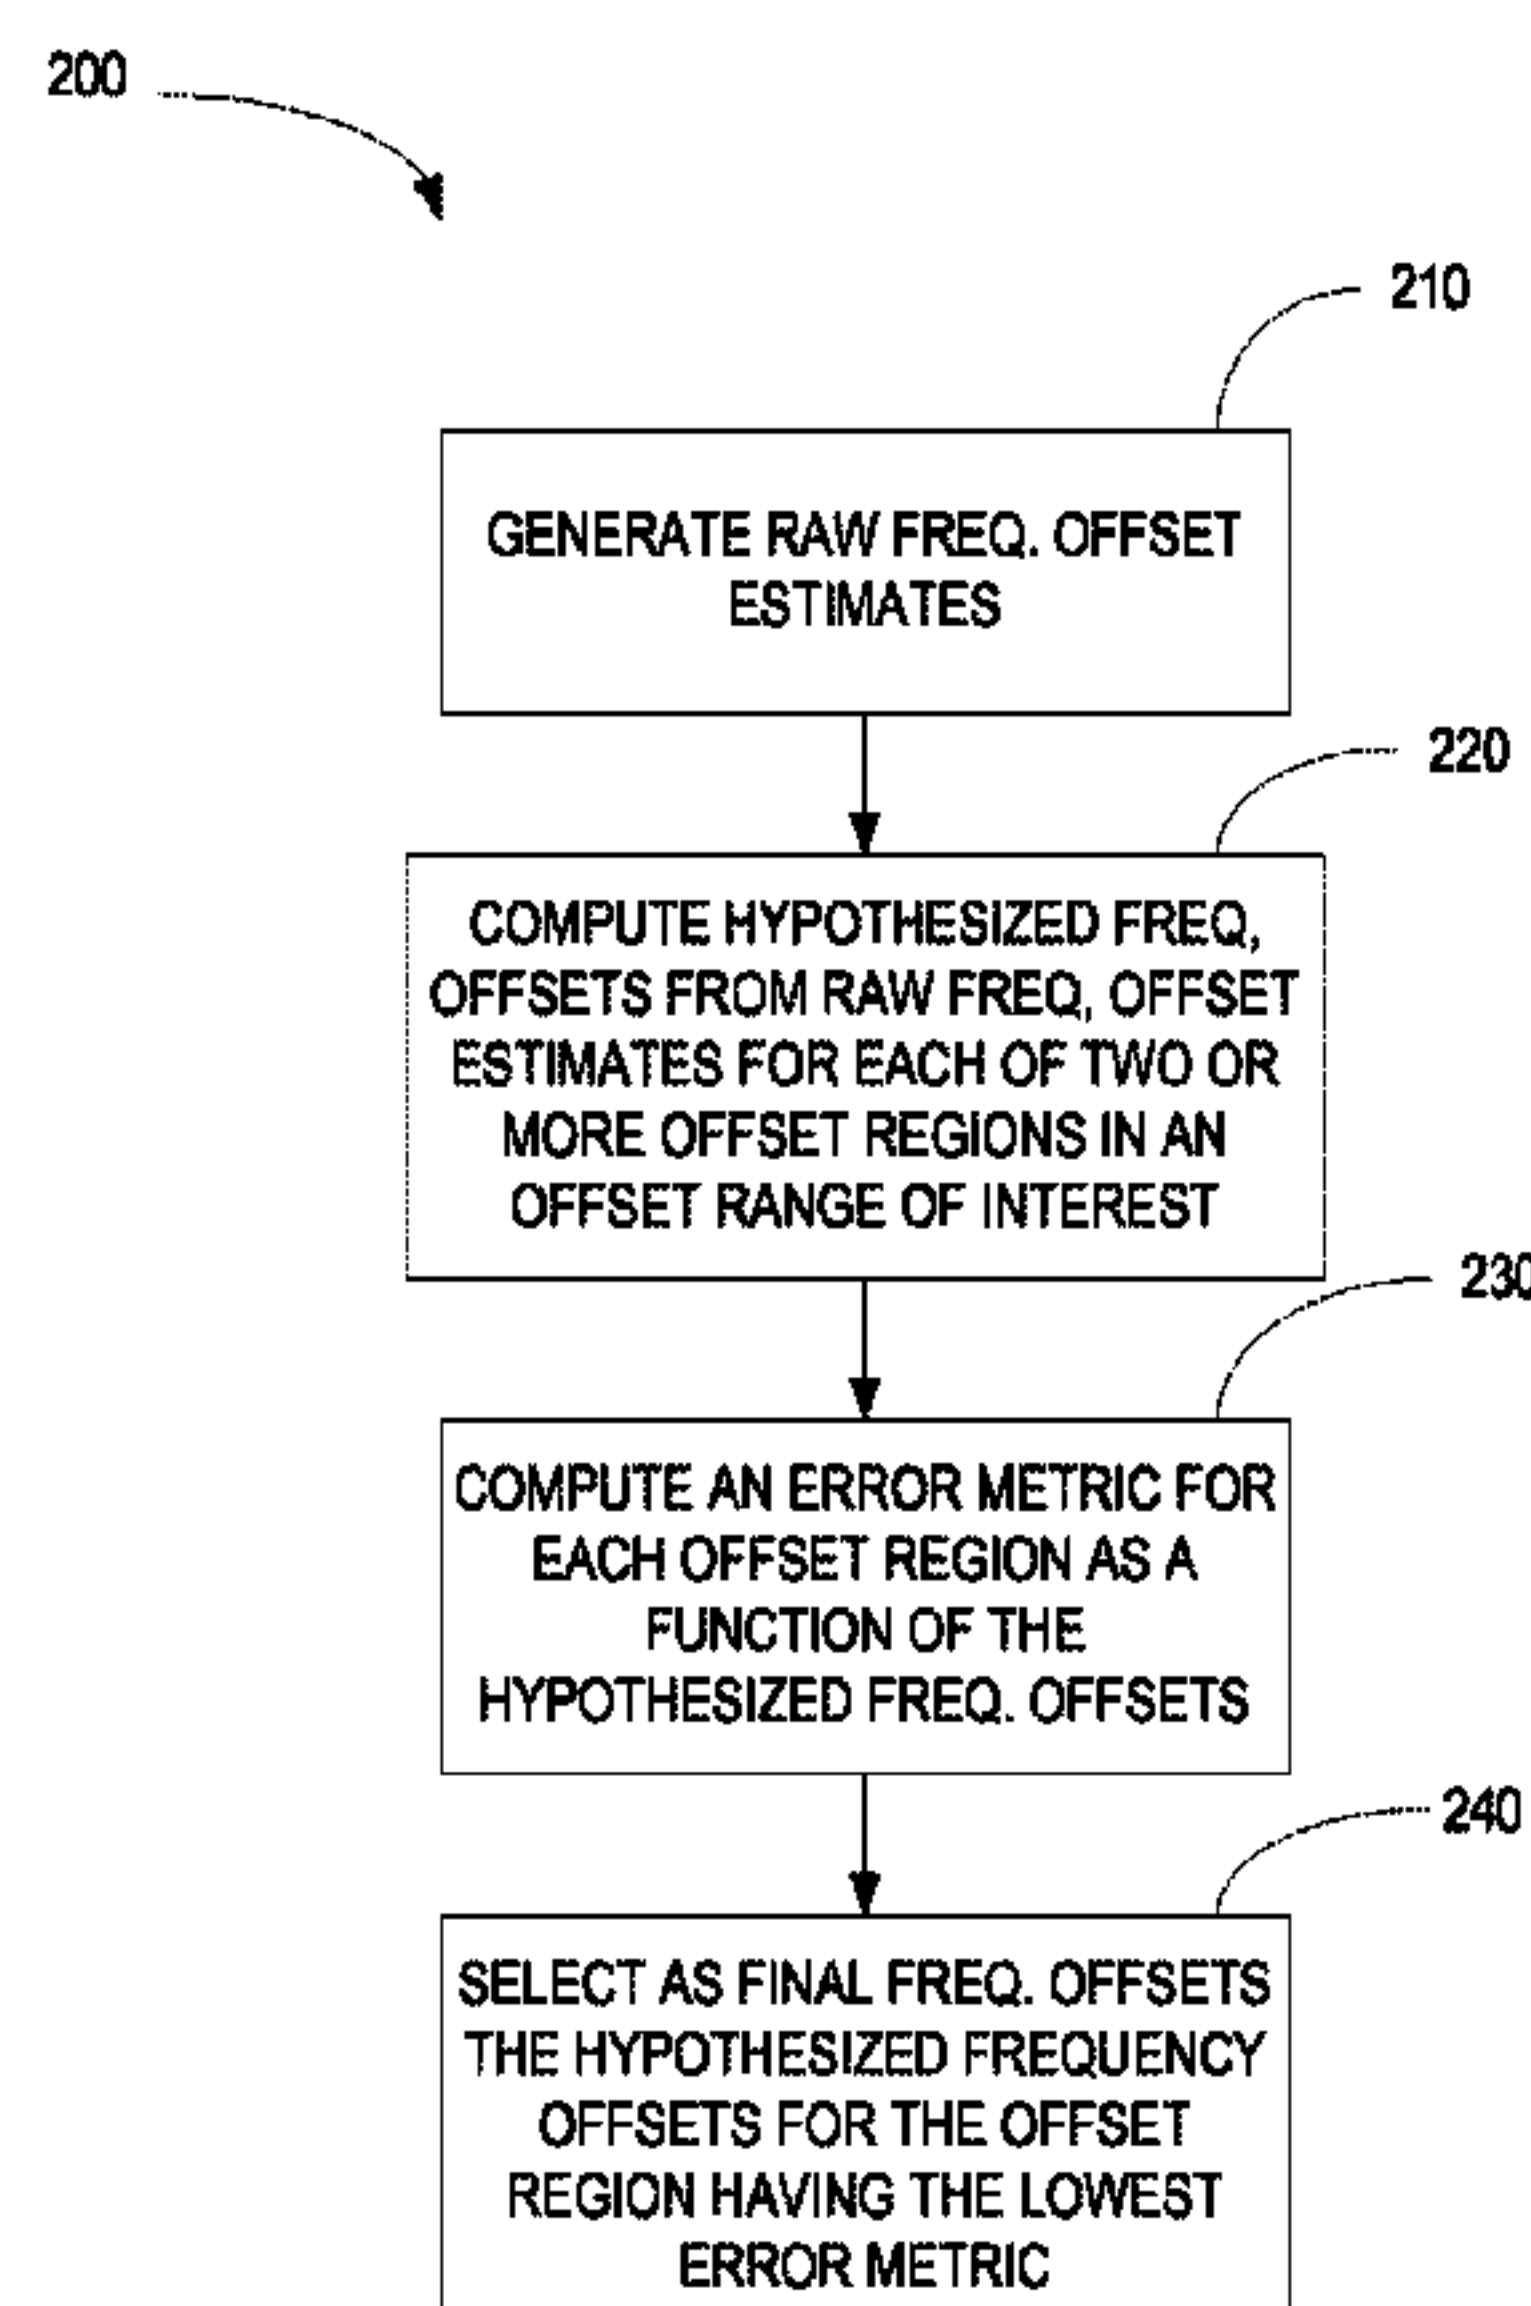 200
210
GENERATE RAW FREQ. OFFSET
ESTIMATES
220
COMPUTE HYPOTHESIZED FREQ,
OFFSETS FROM RAW FREQ, OFFSET
ESTIMATES FOR EACH OF TWO OR
MORE OFFSET REGIONS IN AN
OFFSET RANGE OF INTEREST
230
COMPUTE AN ERROR METRIC FOR
EACH OFFSET REGION AS A
FUNCTION OF THE
HYPOTHESIZED FREQ. OFFSETS
240
SELECT AS FINAL FREQ. OFFSETS
THE HYPOTHESIZED FREQUENCY
OFFSETS FOR THE OFFSET
REGION HAVING THE LOWEST
ERROR METRIC